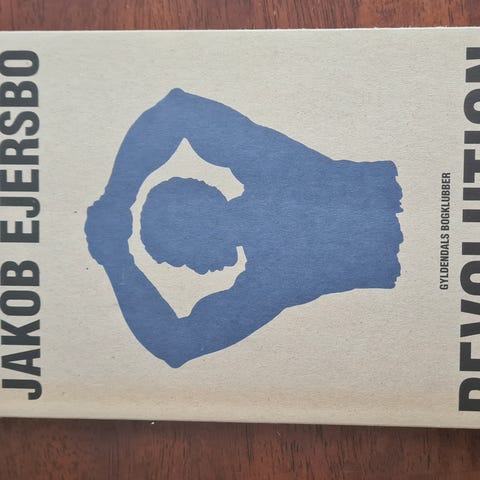 JAKOB EJERSBO
GYLDENDALS BOGKLUBBER
REVOLUTION